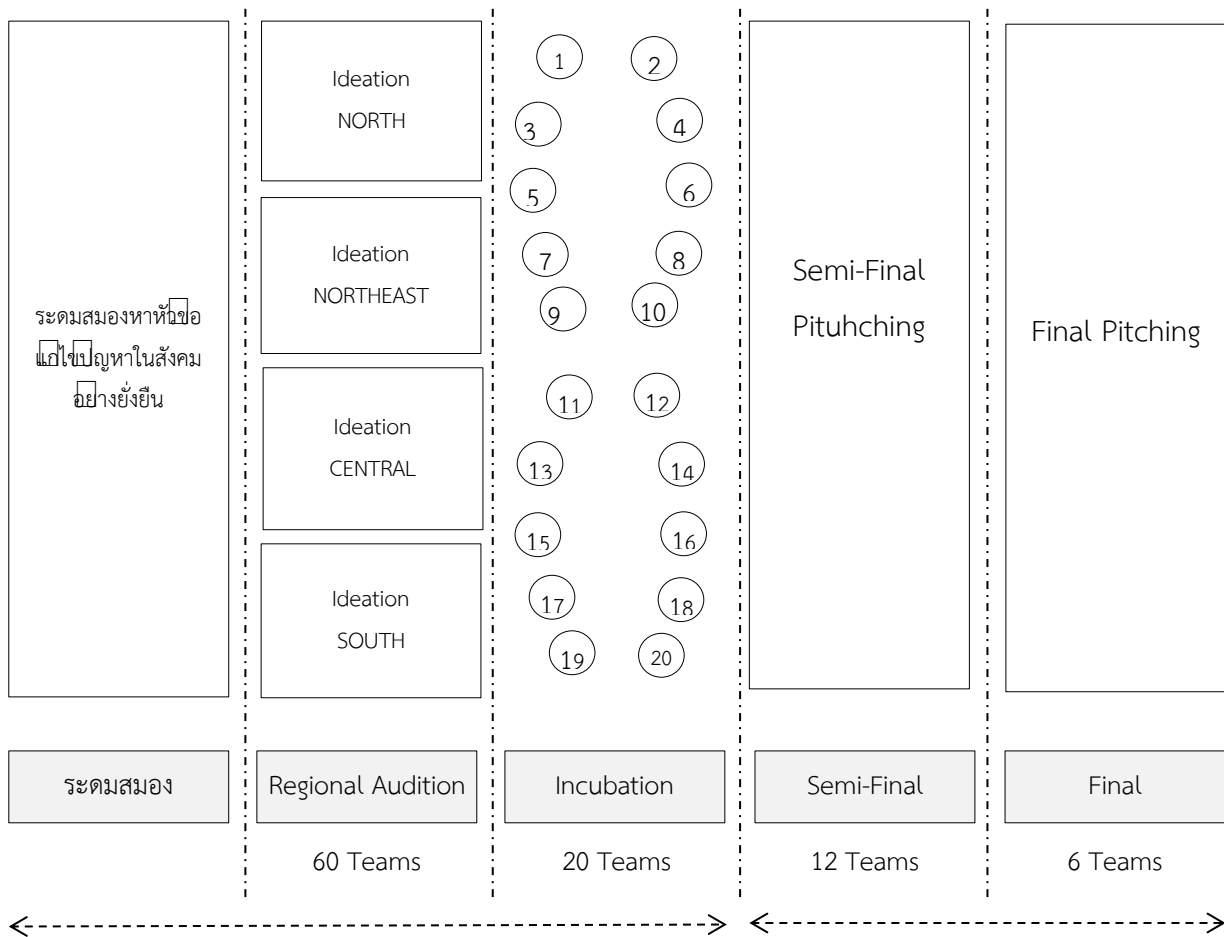 ระดมสมองหาหัวข้อ
แก้ไขปัญหาในสังคม
อย่างยั่งยืน
Ideation
NORTH
Ideation
NORTHEAST
Ideation
CENTRAL
Ideation
SOUTH
1 2
3 4
5 6
7 8
9 10
11 12
13 14
15 16
17 18
19 20
Semi-Final
Pituhching
Final Pitching
ระดมสมอง Regional Audition Incubation Semi-Final Final
60 Teams 20 Teams 12 Teams 6 Teams